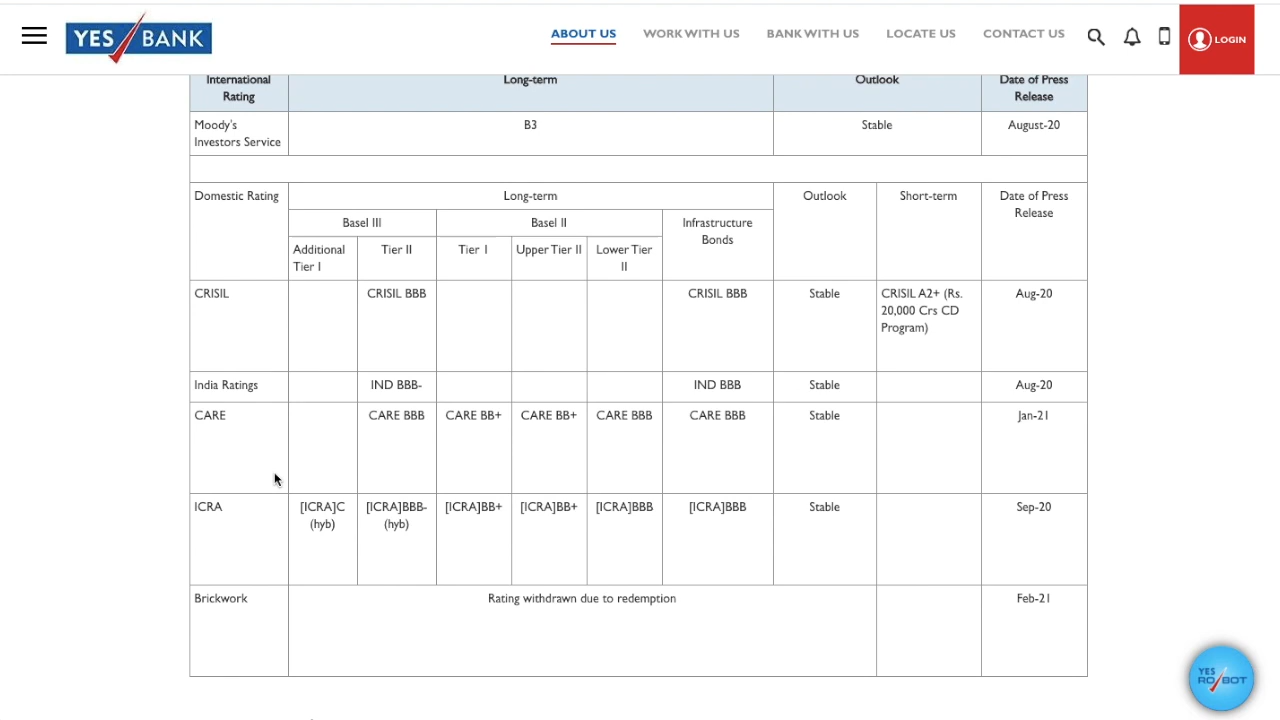 YES BANK
ABOUT US
WORK WITH US
BANK WITH US
LOCATE US
CONTACT US
LOGIN
International Rating
Long-term
Outlook
Date of Press Release
Moody's Investors Service
B3
Stable
August-20
Domestic Rating
Long-term
Outlook
Short-term
Date of Press Release
Basel III
Basel II
Infrastructure Bonds
Additional Tier I
Tier II
Tier I
Upper Tier II
Lower Tier II
CRISIL
CRISIL BBB
CRISIL BBB
Stable
CRISIL A2+ (Rs. 20,000 Crs CD Program)
Aug-20
India Ratings
IND BBB-
IND BBB
Stable
Aug-20
CARE
CARE BBB
CARE BB+
CARE BB+
CARE BBB
CARE BBB
Stable
Jan-21
ICRA
[ICRA]C (hyb)
[ICRA]BBB- (hyb)
[ICRA]BB+
[ICRA]BB+
[ICRA]BBB
[ICRA]BBB
Stable
Sep-20
Brickwork
Rating withdrawn due to redemption
Feb-21
YES
RO/BOT